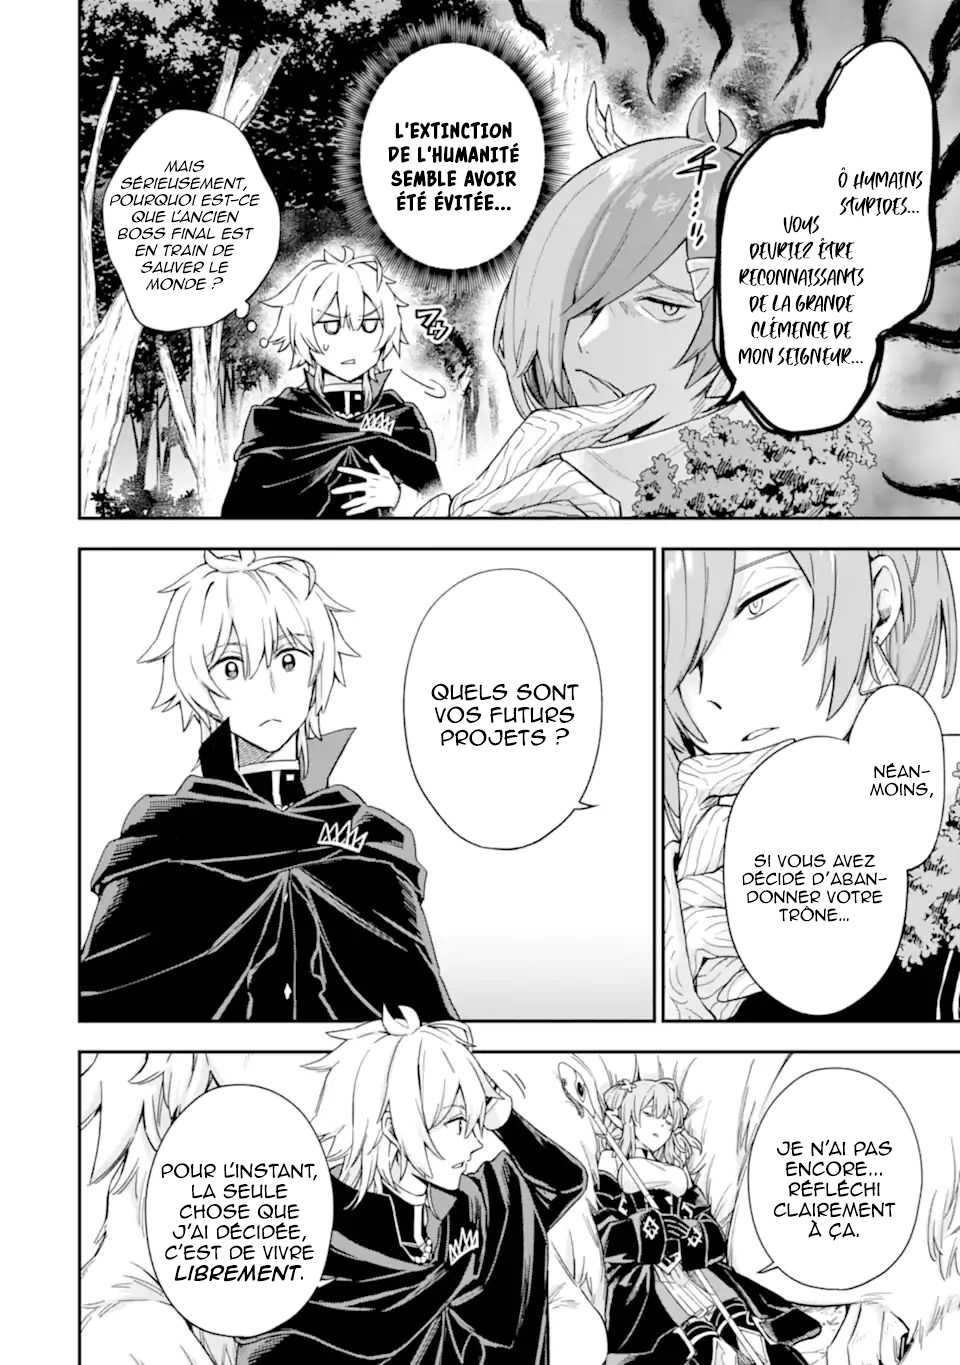 Ô HUMAINS
STUPIDES...
VOUS
DEVRIEZ ÊTRE
RECONNAISSANTS
DE LA GRANDE
CLÉMENCE DE
MON SEIGNEUR...
チッ...!!
L'EXTINCTION
DE L'HUMANITÉ
SEMBLE AVOIR
ÉTÉ ÉVITÉE...
MAIS
SÉRIEUSEMENT,
POURQUOI EST-CE
QUE L'ANCIEN
BOSS FINAL EST
EN TRAIN DE
SAUVER LE
MONDE ?
NÉAN-
MOINS,
SI VOUS AVEZ
DÉCIDÉ D'ABAN-
DONNER VOTRE
TRÔNE...
QUELS SONT
VOS FUTURS
PROJETS ?
JE N'AI PAS
ENCORE...
RÉFLÉCHI
CLAIREMENT
À ÇA.
POUR L'INSTANT,
LA SEULE
CHOSE QUE
J'AI DÉCIDÉE,
C'EST DE VIVRE
LIBREMENT.